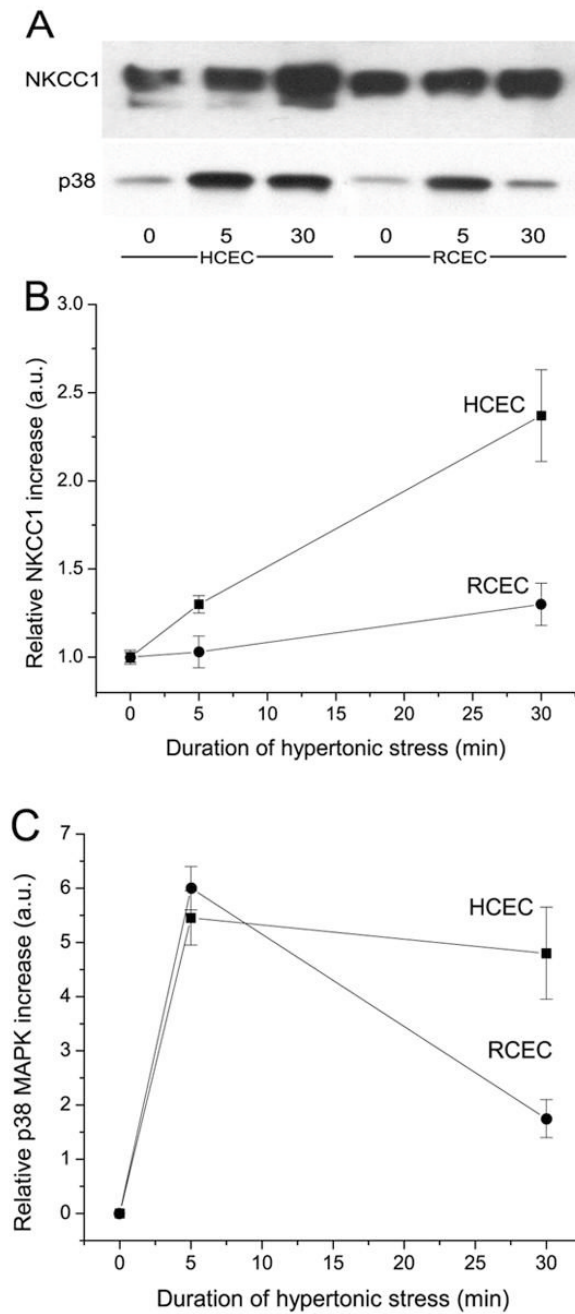 A
NKCC1
p38
0 5 30 0 5 30
HCEC RCEC
B
3.0
2.5
2.0
1.5
1.0
Relative NKCC1 increase (a.u.)
HCEC
RCEC
0 5 10 15 20 25 30
Duration of hypertonic stress (min)
C
7
6
5
4
3
2
1
0
Relative p38 MAPK increase (a.u.)
HCEC
RCEC
0 5 10 15 20 25 30
Duration of hypertonic stress (min)